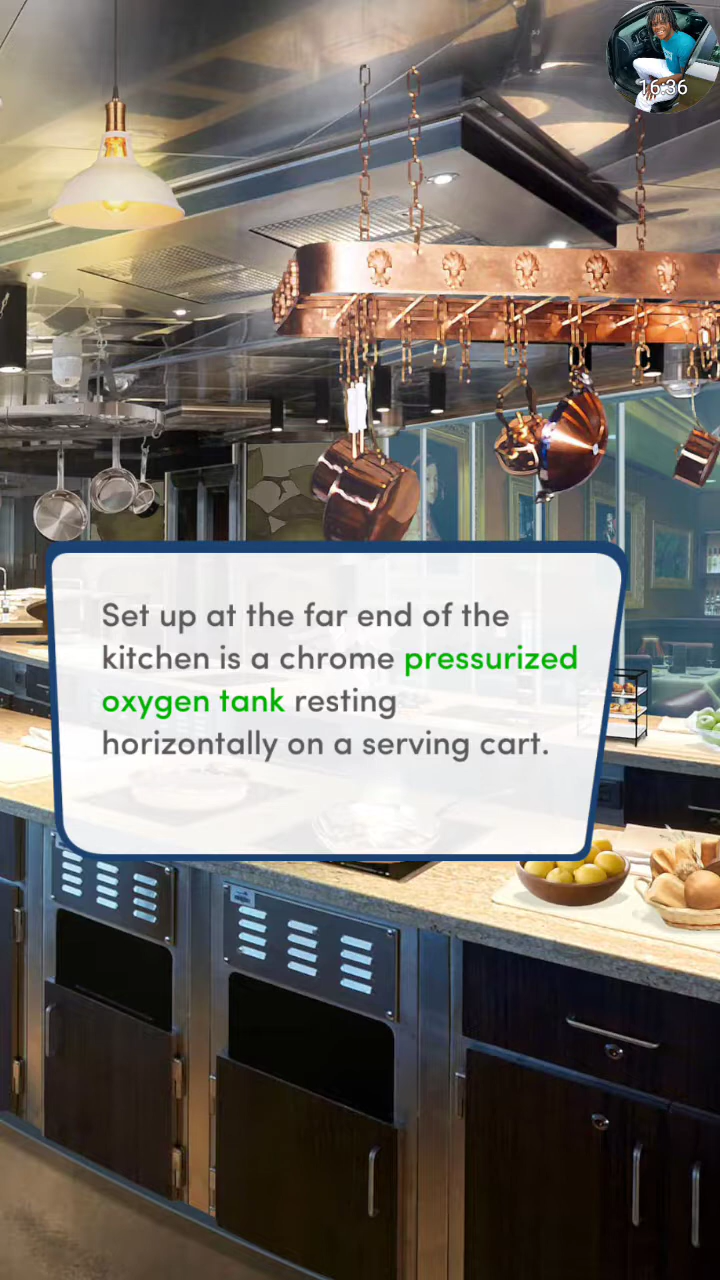 16:36
Set up at the far end of the
kitchen is a chrome pressurized
oxygen tank resting
horizontally on a serving cart.